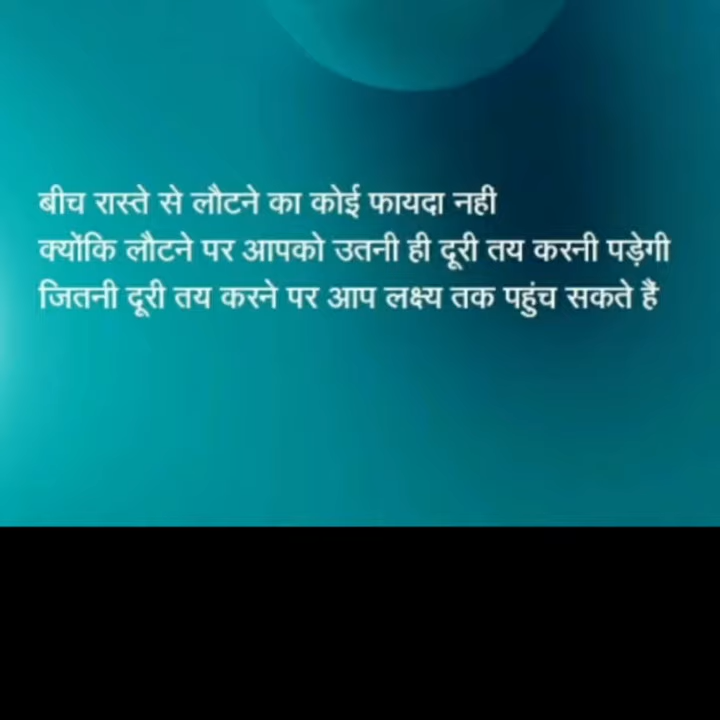 बीच रास्ते से लौटने का कोई फायदा नही
क्योंकि लौटने पर आपको उतनी ही दूरी तय करनी पड़ेगी
जितनी दूरी तय करने पर आप लक्ष्य तक पहुंच सकते हैं